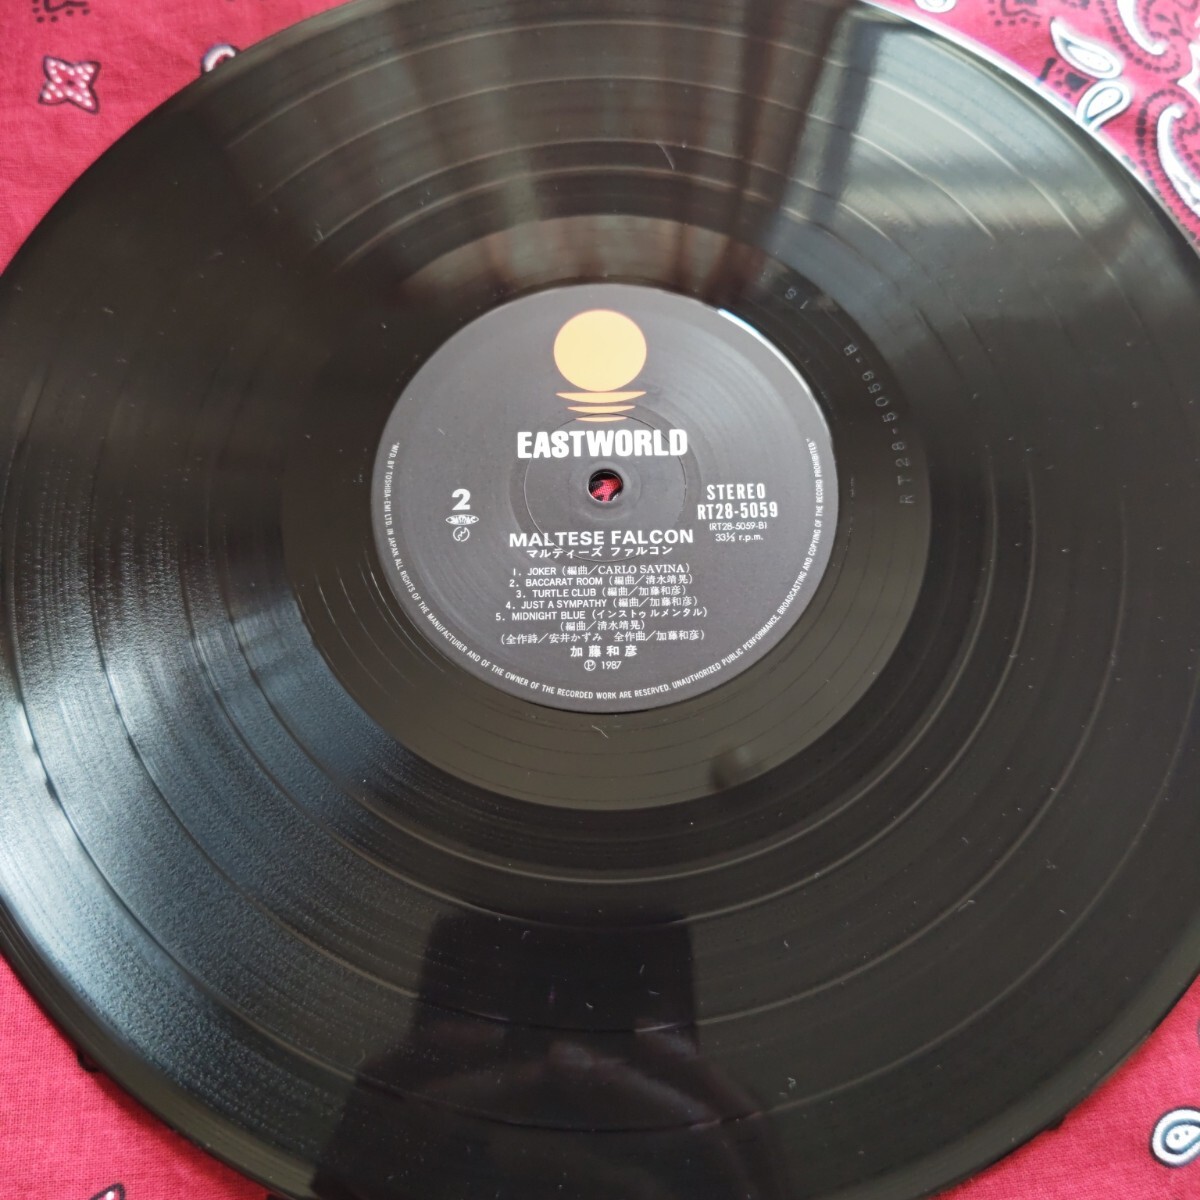 EASTWORLD
2
STEREO
RT28-5059
(RT28-5059-B)
33⅓ r.p.m.
MALTESE FALCON
マルティーズ ファルコン
1. JOKER (編曲/CARLO SAVINA)
2. BACCARAT ROOM (編曲/清水靖晃)
3. TURTLE CLUB (編曲/加藤和彦)
4. JUST A SYMPATHY (編曲/加藤和彦)
5. MIDNIGHT BLUE (インストゥルメンタル)
(編曲/清水靖晃)
(全作詩/安井かずみ 全作曲/加藤和彦)
加藤和彦
Ⓟ 1987
"MFD. BY TOSHIBA-EMI LTD. IN JAPAN ALL RIGHTS OF THE MANUFACTURER AND OF THE OWNER OF THE RECORDED WORK ARE RESERVED. UNAUTHORIZED PUBLIC PERFORMANCE, BROADCASTING AND COPYING OF THE RECORD PROHIBITED."
RT28-5059-B